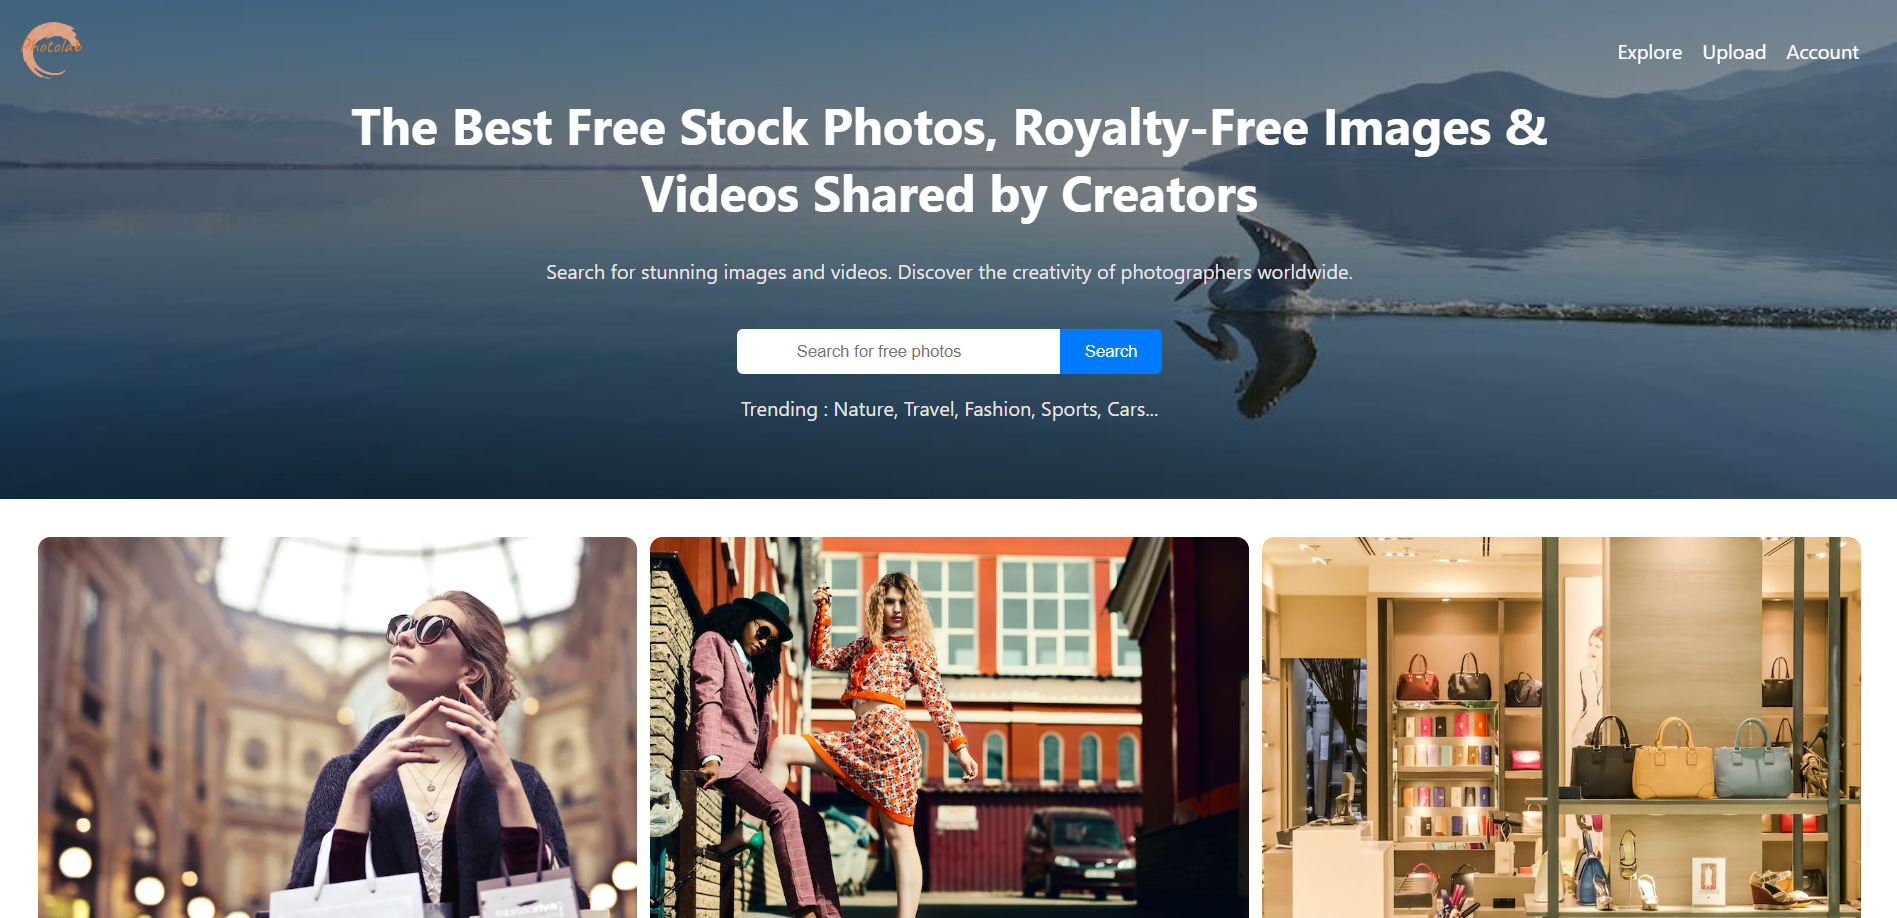 Photolab
Explore Upload Account
The Best Free Stock Photos, Royalty-Free Images &
Videos Shared by Creators
Search for stunning images and videos. Discover the creativity of photographers worldwide.
Search for free photos Search
Trending : Nature, Travel, Fashion, Sports, Cars...